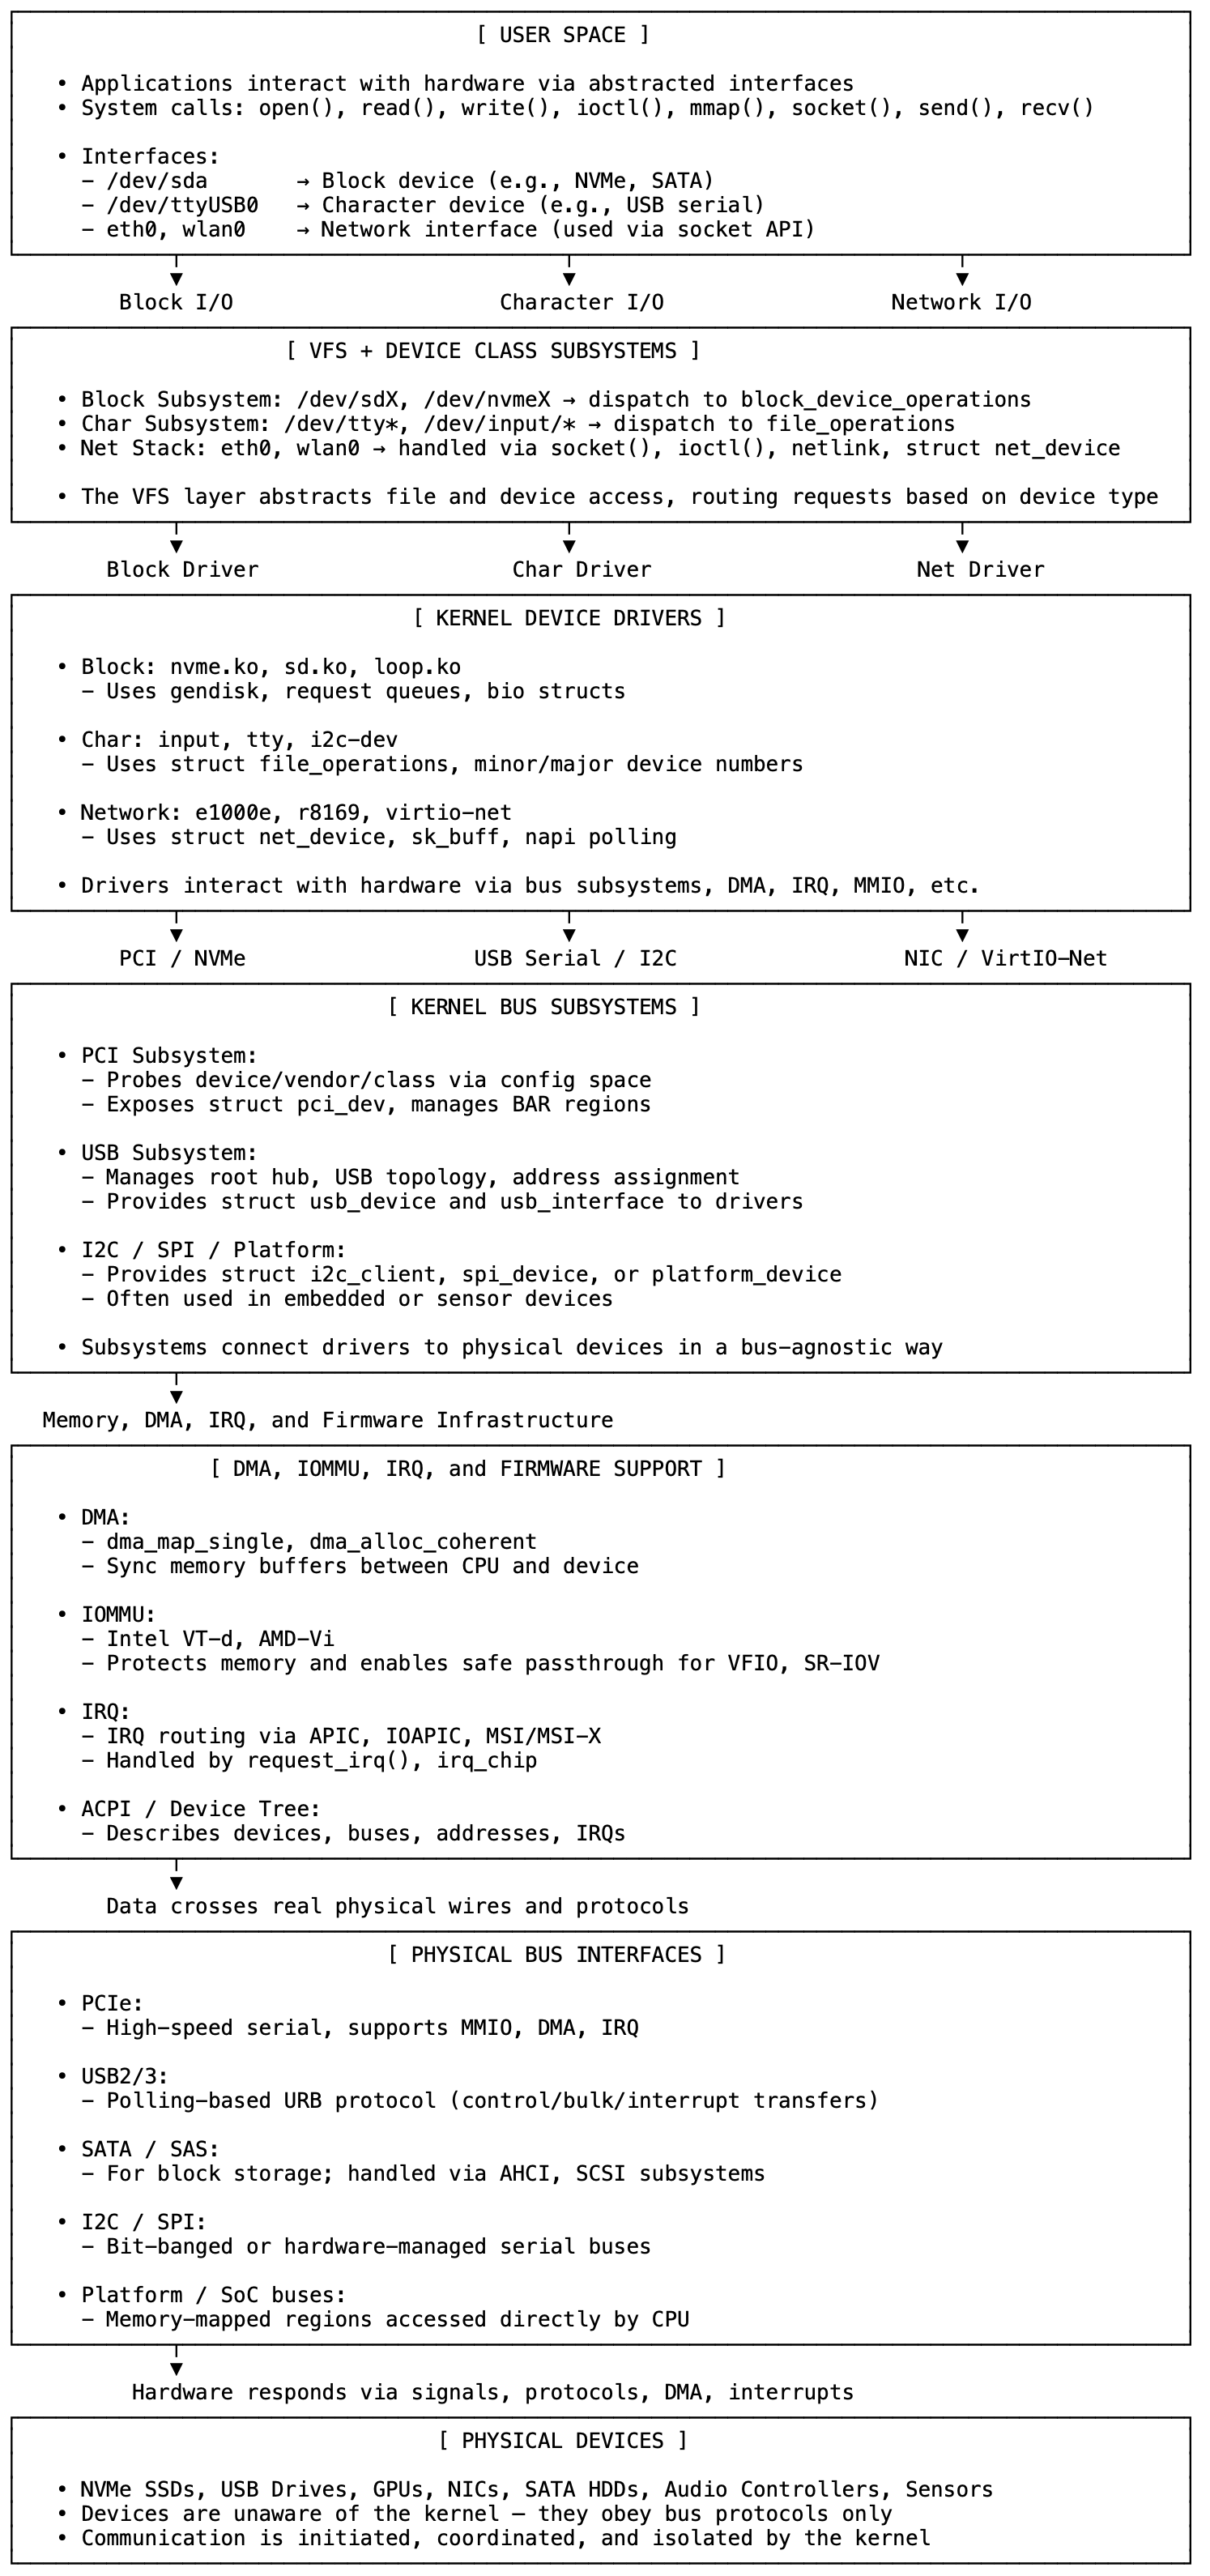 [ USER SPACE ]
• Applications interact with hardware via abstracted interfaces
• System calls: open(), read(), write(), ioctl(), mmap(), socket(), send(), recv()
• Interfaces:
– /dev/sda → Block device (e.g., NVMe, SATA)
– /dev/ttyUSB0 → Character device (e.g., USB serial)
– eth0, wlan0 → Network interface (used via socket API)
Block I/O Character I/O Network I/O
[ VFS + DEVICE CLASS SUBSYSTEMS ]
• Block Subsystem: /dev/sdX, /dev/nvmeX → dispatch to block_device_operations
• Char Subsystem: /dev/tty*, /dev/input/* → dispatch to file_operations
• Net Stack: eth0, wlan0 → handled via socket(), ioctl(), netlink, struct net_device
• The VFS layer abstracts file and device access, routing requests based on device type
Block Driver Char Driver Net Driver
[ KERNEL DEVICE DRIVERS ]
• Block: nvme.ko, sd.ko, loop.ko
– Uses gendisk, request queues, bio structs
• Char: input, tty, i2c-dev
– Uses struct file_operations, minor/major device numbers
• Network: e1000e, r8169, virtio-net
– Uses struct net_device, sk_buff, napi polling
• Drivers interact with hardware via bus subsystems, DMA, IRQ, MMIO, etc.
PCI / NVMe USB Serial / I2C NIC / VirtIO-Net
[ KERNEL BUS SUBSYSTEMS ]
• PCI Subsystem:
– Probes device/vendor/class via config space
– Exposes struct pci_dev, manages BAR regions
• USB Subsystem:
– Manages root hub, USB topology, address assignment
– Provides struct usb_device and usb_interface to drivers
• I2C / SPI / Platform:
– Provides struct i2c_client, spi_device, or platform_device
– Often used in embedded or sensor devices
• Subsystems connect drivers to physical devices in a bus-agnostic way
Memory, DMA, IRQ, and Firmware Infrastructure
[ DMA, IOMMU, IRQ, and FIRMWARE SUPPORT ]
• DMA:
– dma_map_single, dma_alloc_coherent
– Sync memory buffers between CPU and device
• IOMMU:
– Intel VT-d, AMD-Vi
– Protects memory and enables safe passthrough for VFIO, SR-IOV
• IRQ:
– IRQ routing via APIC, IOAPIC, MSI/MSI-X
– Handled by request_irq(), irq_chip
• ACPI / Device Tree:
– Describes devices, buses, addresses, IRQs
Data crosses real physical wires and protocols
[ PHYSICAL BUS INTERFACES ]
• PCIe:
– High-speed serial, supports MMIO, DMA, IRQ
• USB2/3:
– Polling-based URB protocol (control/bulk/interrupt transfers)
• SATA / SAS:
– For block storage; handled via AHCI, SCSI subsystems
• I2C / SPI:
– Bit-banged or hardware-managed serial buses
• Platform / SoC buses:
– Memory-mapped regions accessed directly by CPU
Hardware responds via signals, protocols, DMA, interrupts
[ PHYSICAL DEVICES ]
• NVMe SSDs, USB Drives, GPUs, NICs, SATA HDDs, Audio Controllers, Sensors
• Devices are unaware of the kernel — they obey bus protocols only
• Communication is initiated, coordinated, and isolated by the kernel